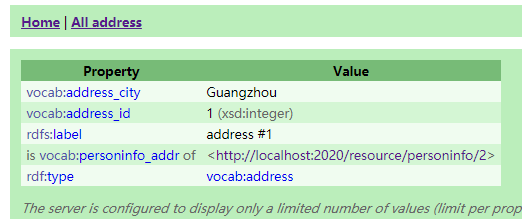 Home | All address
Property Value
vocab:address_city Guangzhou
vocab:address_id 1 (xsd:integer)
rdfs:label address #1
is vocab:personinfo_addr of <http://localhost:2020/resource/personinfo/2>
rdf:type vocab:address
The server is configured to display only a limited number of values (limit per prop